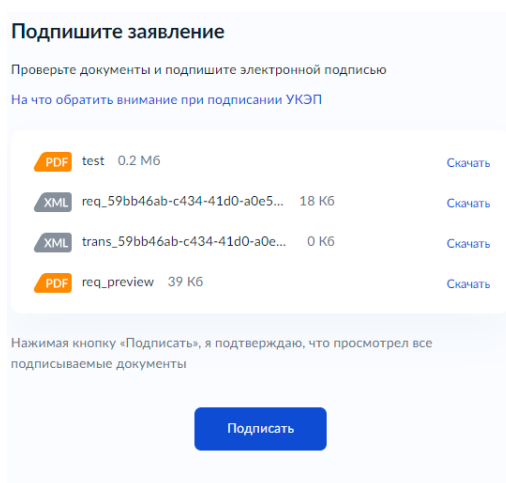 Подпишите заявление
Проверьте документы и подпишите электронной подписью
На что обратить внимание при подписании УКЭП
PDF test 0.2 Мб Скачать
XML req_59bb46ab-c434-41d0-a0e5... 18 Кб Скачать
XML trans_59bb46ab-c434-41d0-a0e... 0 Кб Скачать
PDF req_preview 39 Кб Скачать
Нажимая кнопку «Подписать», я подтверждаю, что просмотрел все
подписываемые документы
Подписать